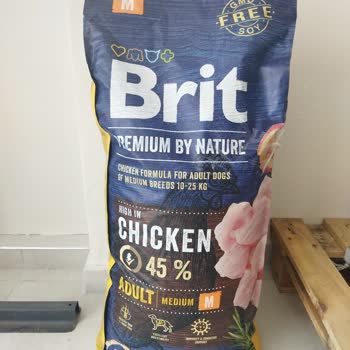 M
GMO
FREE
SOY
Brit
PREMIUM BY NATURE
CHICKEN FORMULA FOR ADULT DOGS
OF MEDIUM BREEDS 10-25 KG
HIGH IN
CHICKEN
45 %
ADULT MEDIUM M